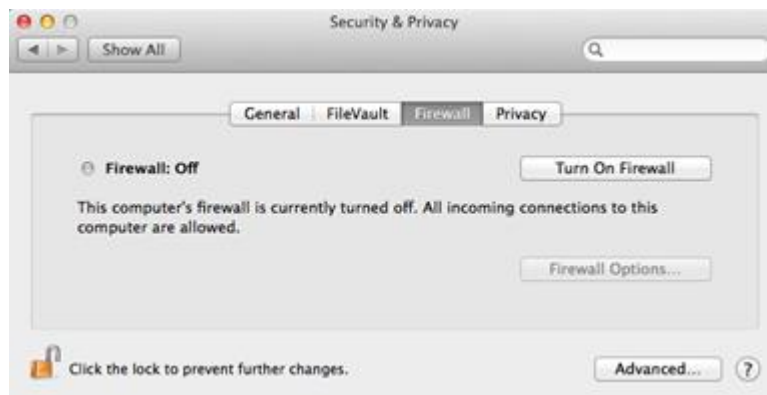 Security & Privacy
Show All
General FileVault Firewall Privacy
Firewall: Off
Turn On Firewall
This computer's firewall is currently turned off. All incoming connections to this
computer are allowed.
Firewall Options...
Click the lock to prevent further changes.
Advanced... ?